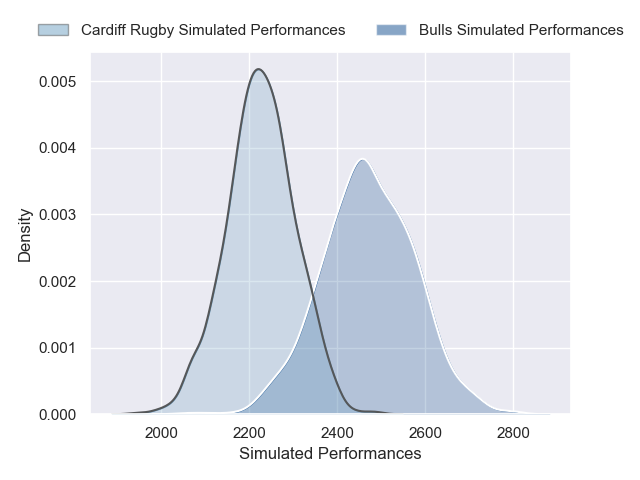 Cardiff Rugby Simulated Performances Bulls Simulated Performances
0.005
0.004
0.003
0.002
0.001
0.000
Density
2000 2200 2400 2600 2800
Simulated Performances